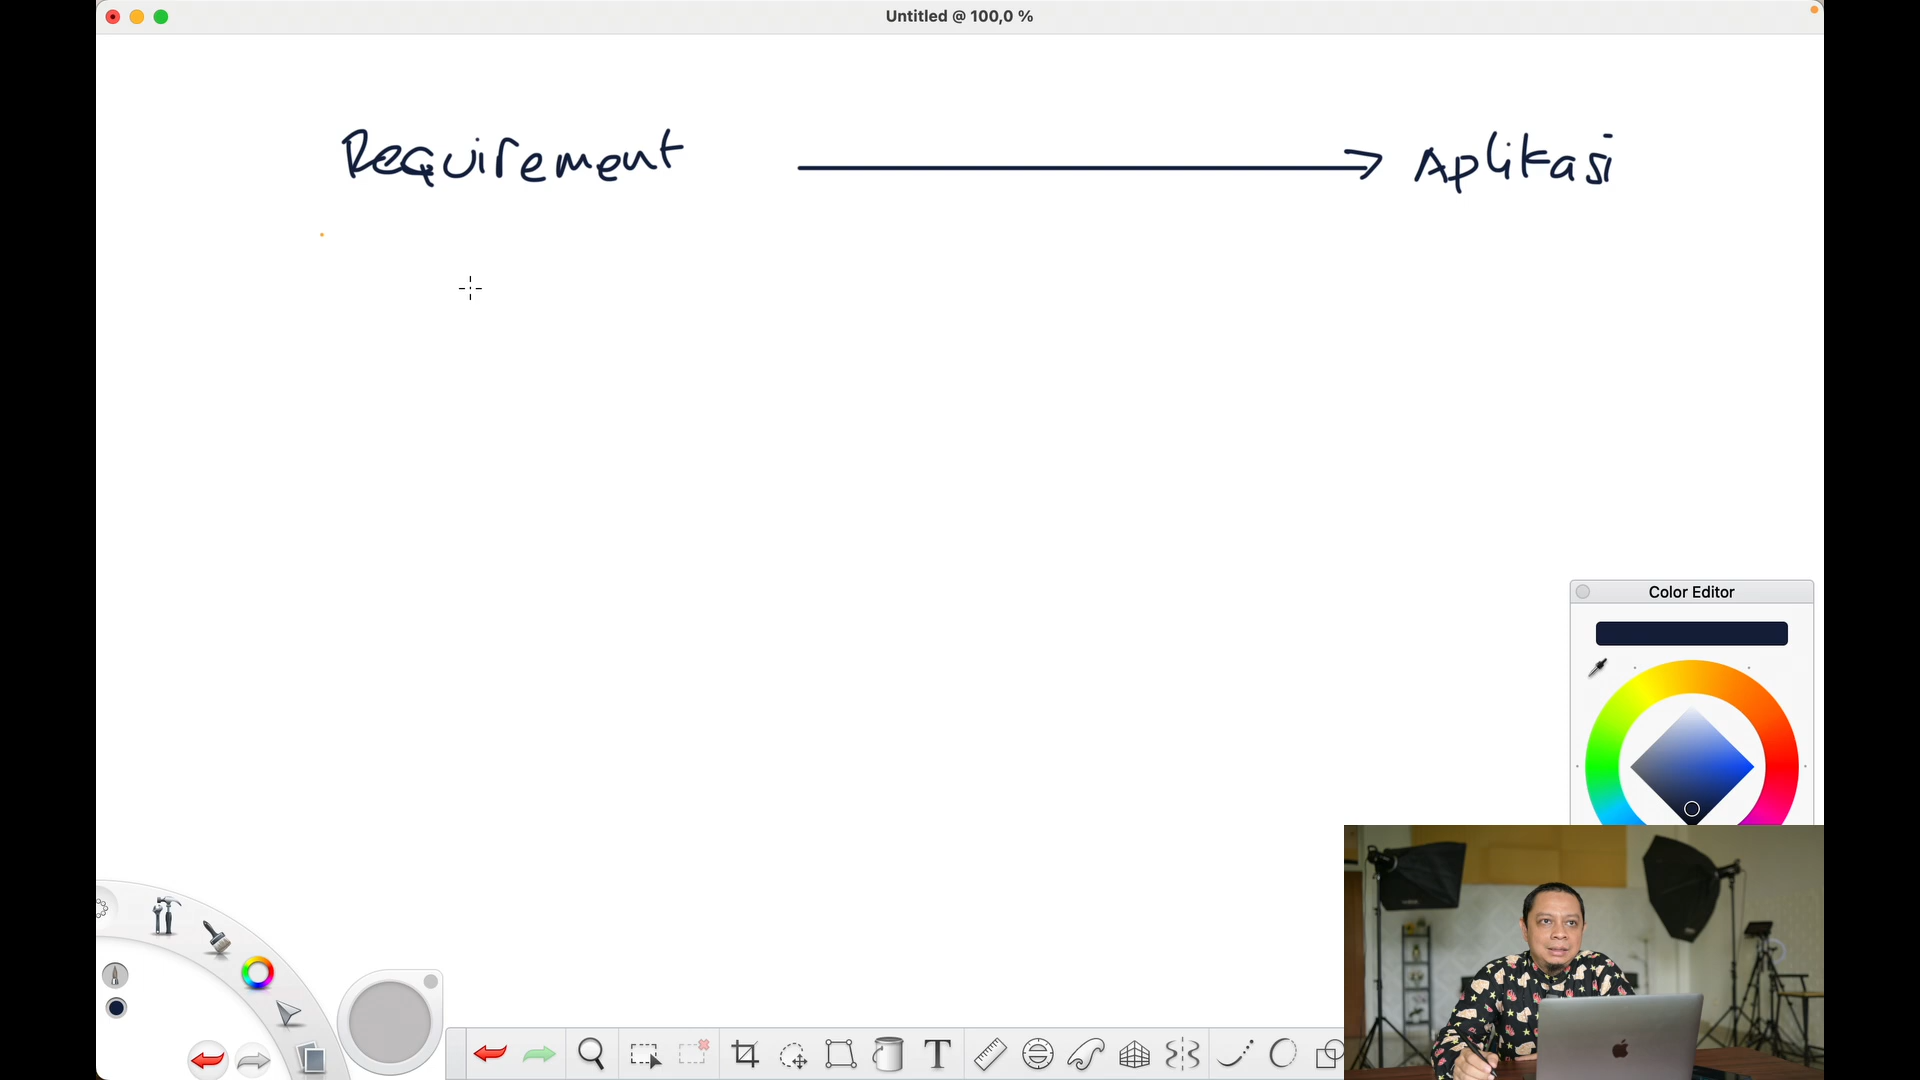 Untitled @ 100,0 %
Requirement → Aplikasi
Color Editor
T